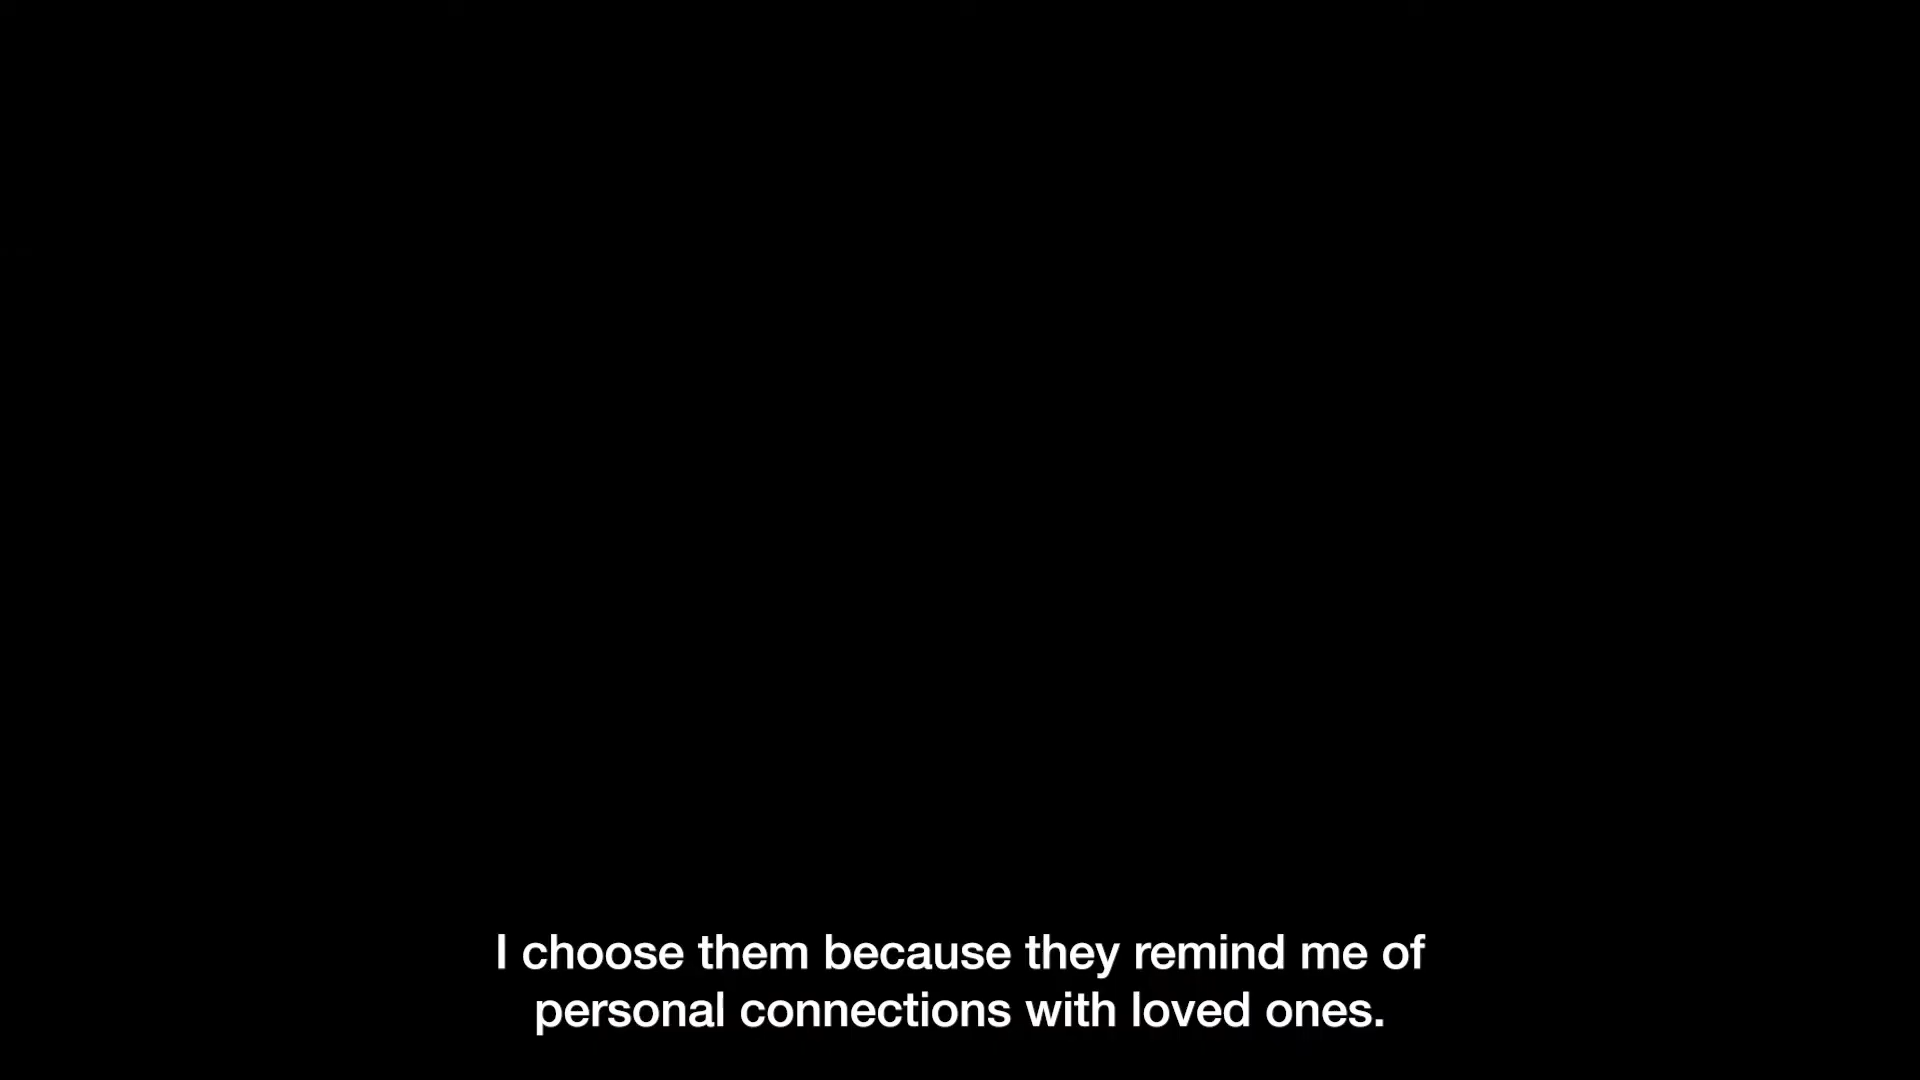 I choose them because they remind me of
personal connections with loved ones.